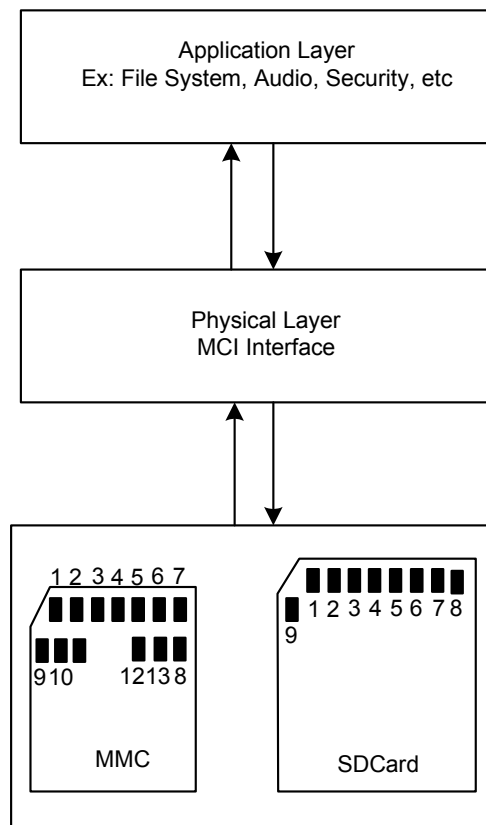 Application Layer
Ex: File System, Audio, Security, etc
Physical Layer
MCI Interface
1 2 3 4 5 6 7
9 10 12 13 8
MMC
1 2 3 4 5 6 7 8
9
SDCard